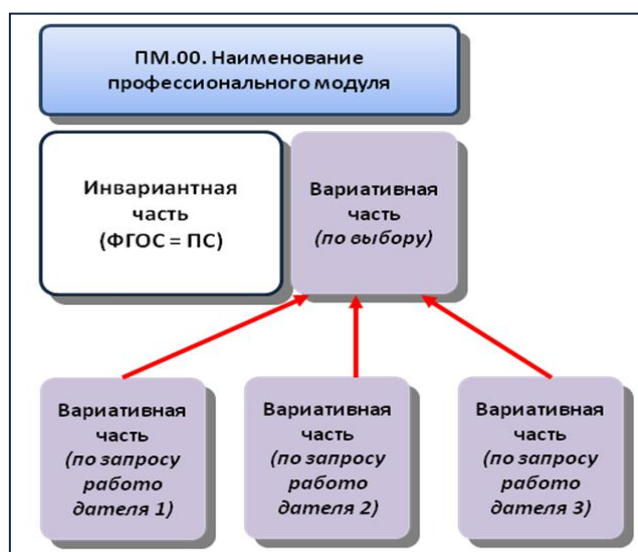 ПМ.00. Наименование
профессионального модуля
Инвариантная
часть
(ФГОС = ПС)
Вариативная
часть
(по выбору)
Вариативная
часть
(по запросу
работо
дателя 1)
Вариативная
часть
(по запросу
работо
дателя 2)
Вариативная
часть
(по запросу
работо
дателя 3)